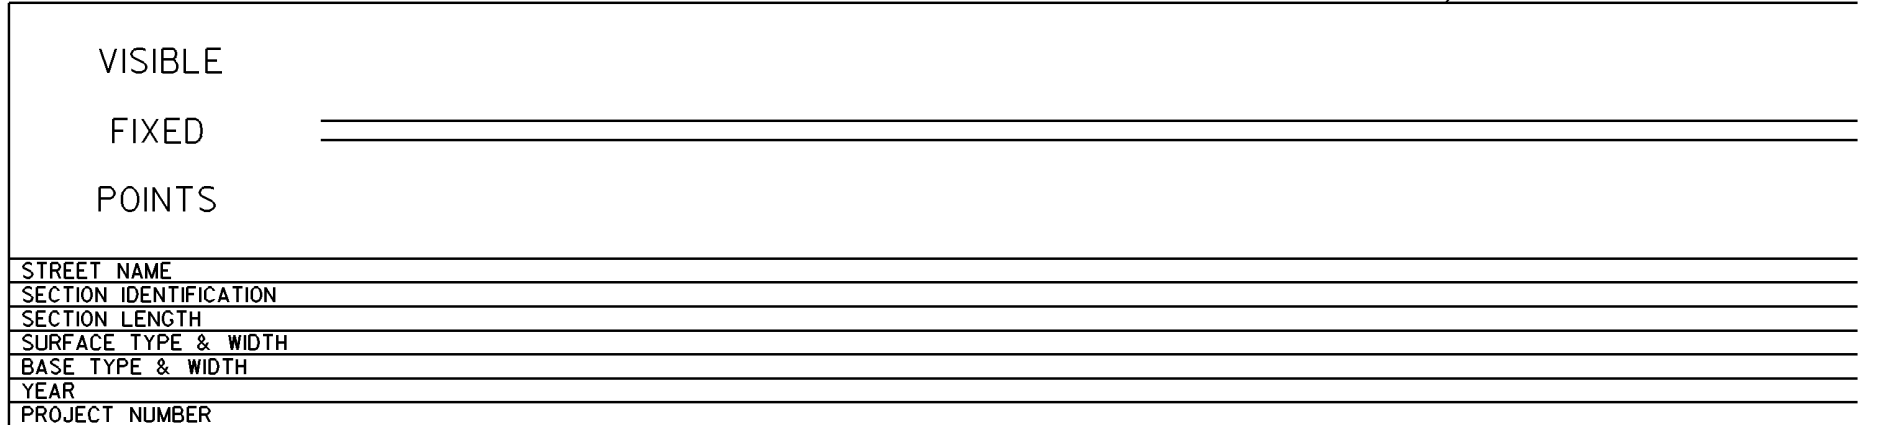 VISIBLE
FIXED
POINTS
STREET NAME
SECTION IDENTIFICATION
SECTION LENGTH
SURFACE TYPE & WIDTH
BASE TYPE & WIDTH
YEAR
PROJECT NUMBER